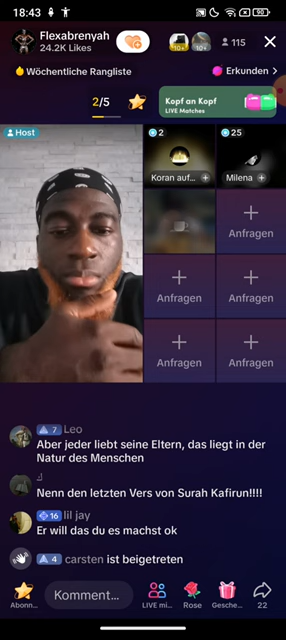 18:43
90
Flexabrenyah
24.2K Likes
10+
10+
115
Wöchentliche Rangliste
Erkunden >
2/5
Kopf an Kopf
LIVE Matches
Host
2
25
Koran auf... +
Milena +
+
Anfragen
+
Anfragen
+
Anfragen
+
Anfragen
+
Anfragen
7 Leo
Aber jeder liebt seine Eltern, das liegt in der
Natur des Menschen
Nenn den letzten Vers von Surah Kafirun!!!!
16 lil jay
Er will das du es machst ok
4 carsten ist beigetreten
Abonn...
Komment...
LIVE mi...
Rose
Gesche...
22